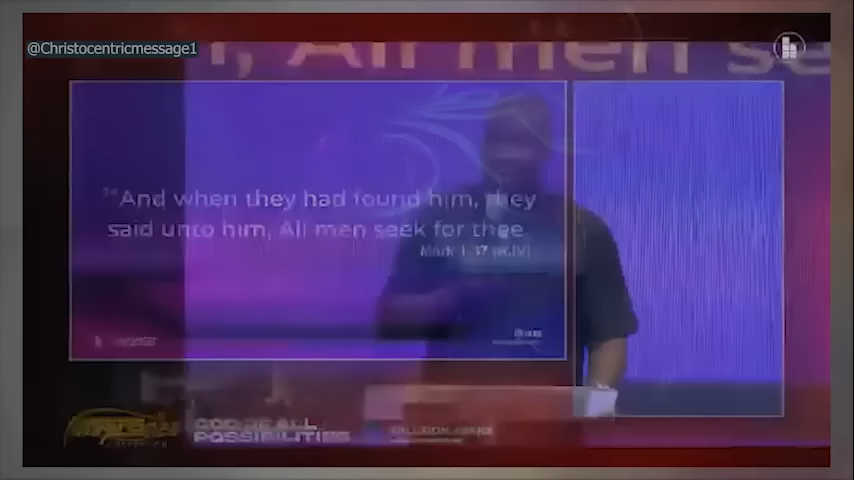 @Christocentricmessage1
, All men se
37 And when they had found him, they
said unto him, All men seek for thee.
Mark 1:37 (KJV)
GOD OF ALL
POSSIBILITIES